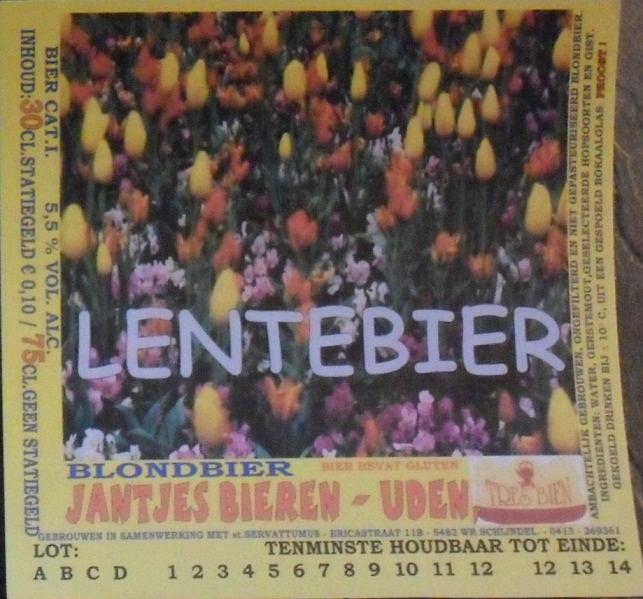 BIER CAT.I. 5,5 % VOL. ALC.
INHOUD: 30CL.STATIEGELD € 0,10 / 75CL.GEEN STATIEGELD
LENTEBIER
AMBACHTELIJK GEBROUWEN, ONGEFILTERD EN NIET GEPASTEURISEERD BLONDBIER.
INGREDIENTEN: WATER, GERSTEMOUT,GESELECTEERDE HOPSOORTEN EN GIST.
GEKOELD DRINKEN BIJ : 10° C, UIT EEN GESPOELD BOKAALGLAS. PROOST !
BLONDBIER BIER BEVAT GLUTEN
JANTJES BIEREN - UDEN.
TRES BIEN
GEBROUWEN IN SAMENWERKING MET st.SERVATTUMUS - ERICASTRAAT 11B - 5482 WR SCHIJNDEL. - 0413 - 269361
LOT: TENMINSTE HOUDBAAR TOT EINDE:
A B C D 1 2 3 4 5 6 7 8 9 10 11 12 12 13 14